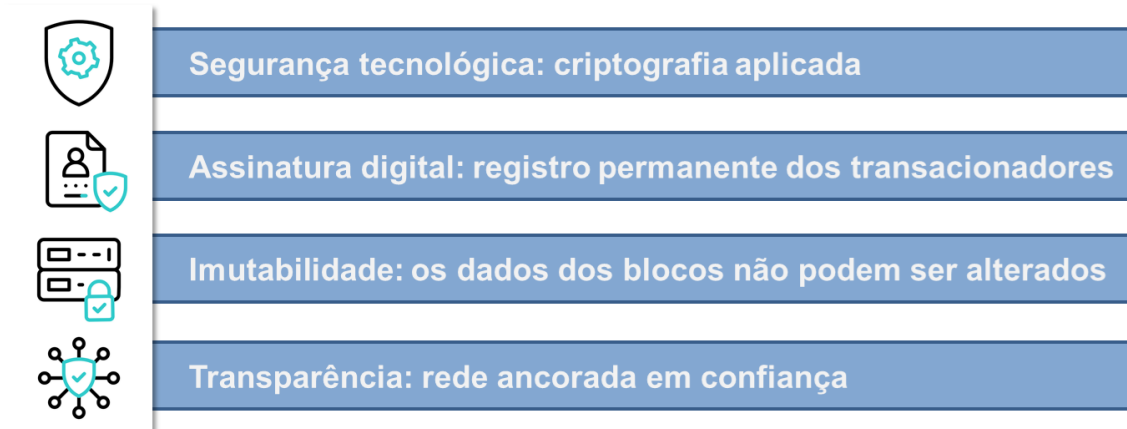 Segurança tecnológica: criptografia aplicada
Assinatura digital: registro permanente dos transacionadores
Imutabilidade: os dados dos blocos não podem ser alterados
Transparência: rede ancorada em confiança